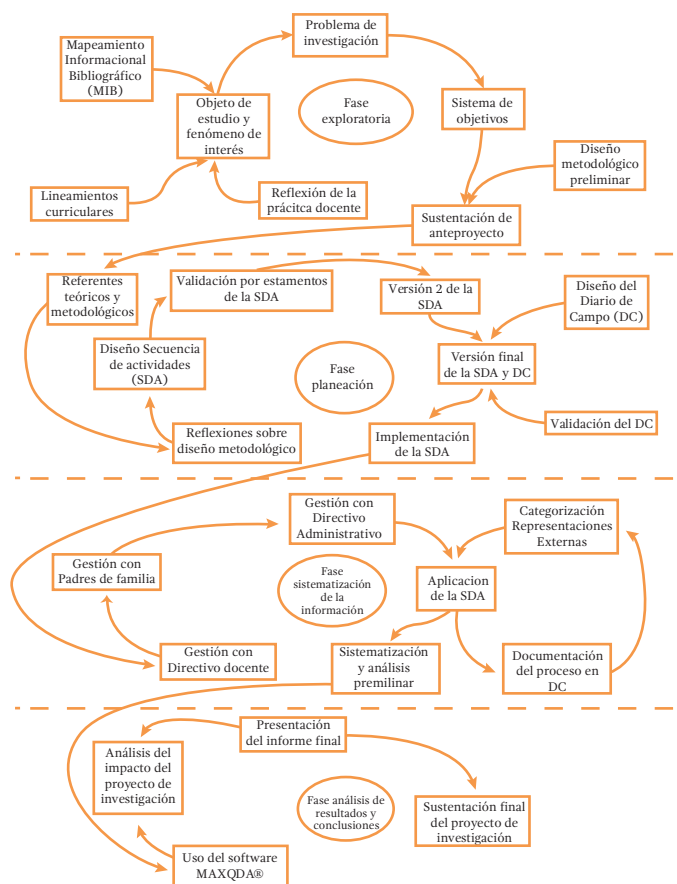 Problema de
investigación
Mapeamiento
Informacional
Bibliográfico
(MIB)
Objeto de
estudio y
fenómeno de
interés
Fase
exploratoria
Sistema de
objetivos
Diseño
metodológico
preliminar
Lineamientos
curriculares
Reflexión de la
prácitca docente
Sustentación de
anteproyecto
Referentes
teóricos y
metodológicos
Validación por estamentos
de la SDA
Versión 2 de la
SDA
Diseño del
Diario de
Campo (DC)
Diseño Secuencia
de actividades
(SDA)
Fase
planeación
Versión final
de la SDA y DC
Reflexiones sobre
diseño metodológico
Implementación
de la SDA
Validación del DC
Gestión con
Directivo
Administrativo
Categorización
Representaciones
Externas
Gestión con
Padres de familia
Fase
sistematización
de la
información
Aplicacion
de la SDA
Gestión con
Directivo docente
Sistematización
y análisis
premilinar
Documentación
del proceso en
DC
Presentación
del informe final
Análisis del
impacto del
proyecto de
investigación
Fase análisis de
resultados y
conclusiones
Sustentación final
del proyecto de
investigación
Uso del software
MAXQDA®